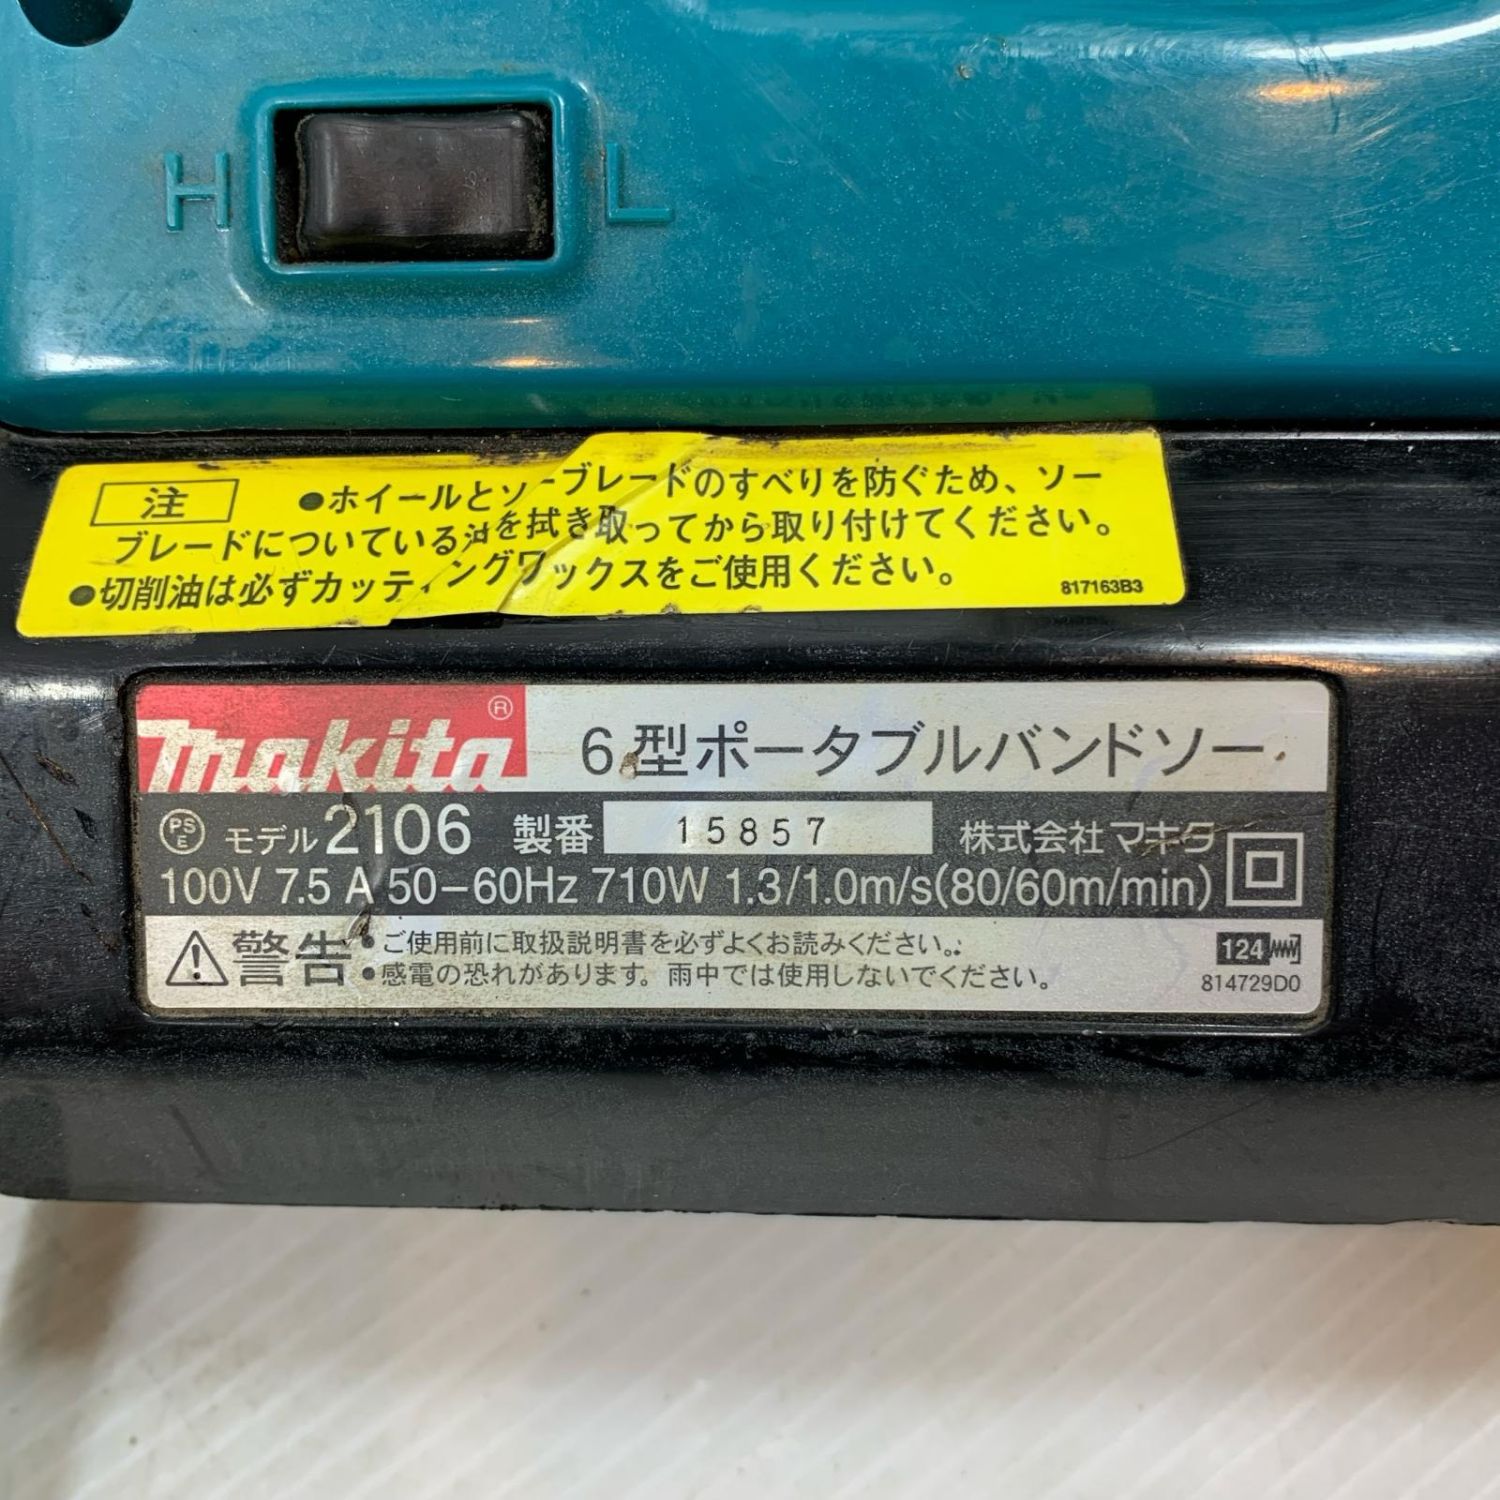 H L
注 ●ホイールとソーブレードのすべりを防ぐため、ソー
ブレードについている油を拭き取ってから取り付けてください。
●切削油は必ずカッティングワックスをご使用ください。 817163B3
makita® 6型ポータブルバンドソー
PSE モデル2106 製番 15857 株式会社マキタ
100V 7.5 A 50-60Hz 710W 1.3/1.0m/s(80/60m/min)
警告 ●ご使用前に取扱説明書を必ずよくお読みください。
●感電の恐れがあります。雨中では使用しないでください。
124
814729D0